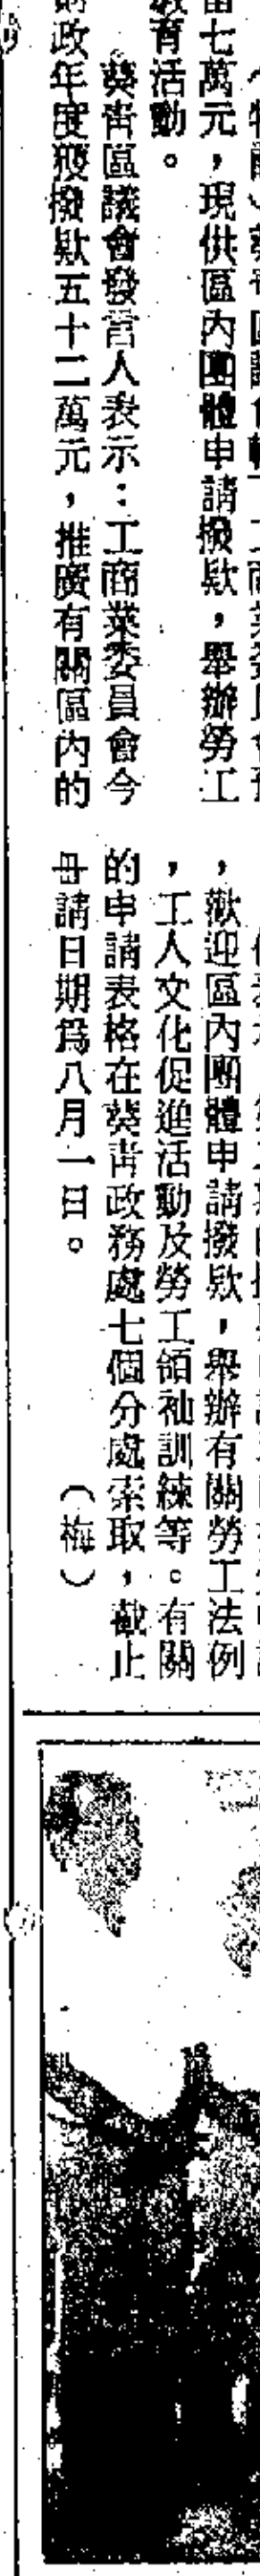 留七萬元，現供區內團體申請撥款，舉辦勞工
教育活動。
葵青區議會發言人表示：工商業委員會今
財政年度獲撥款五十二萬元，推廣有關區內的
，歡迎區內團體申請撥款，舉辦有關勞工法例
，工人文化促進活動及勞工領袖訓練等。有關
的申請表格在葵青政務處七個分處索取，截止
申請日期爲八月一日。（梅）